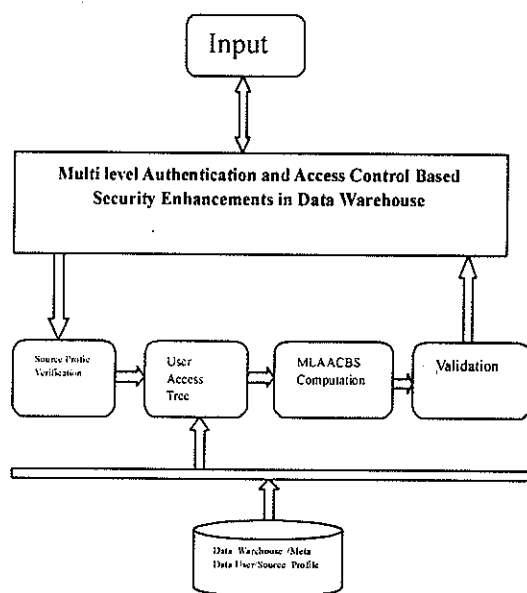 Input
Multi level Authentication and Access Control Based
Security Enhancements in Data Warehouse
Source Profie
Verification
User
Access
Tree
MLAACBS
Computation
Validation
Data Warehouse /Meta
Data User/Source Profile